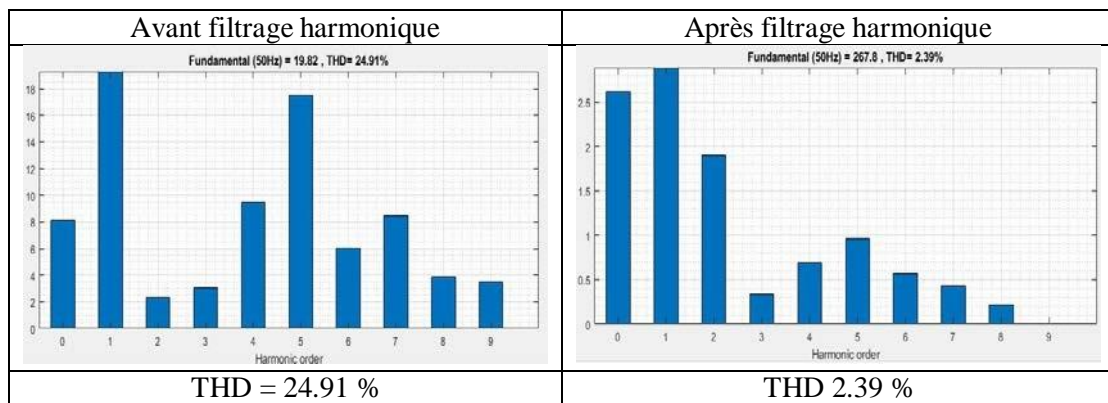 Avant filtrage harmonique
Après filtrage harmonique
Fundamental (50Hz) = 19.82 , THD= 24.91%
18
16
14
12
10
8
6
4
2
0
0 1 2 3 4 5 6 7 8 9
Harmonic order
Fundamental (50Hz) = 267.8 , THD= 2.39%
2.5
2
1.5
1
0.5
0
0 1 2 3 4 5 6 7 8 9
Harmonic order
THD = 24.91 %
THD 2.39 %